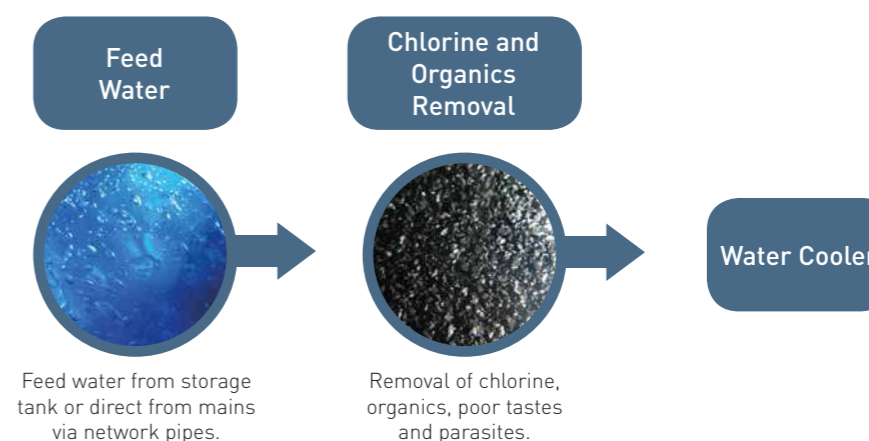 Feed
Water
Chlorine and
Organics
Removal
Water Cooler
Feed water from storage
tank or direct from mains
via network pipes.
Removal of chlorine,
organics, poor tastes
and parasites.